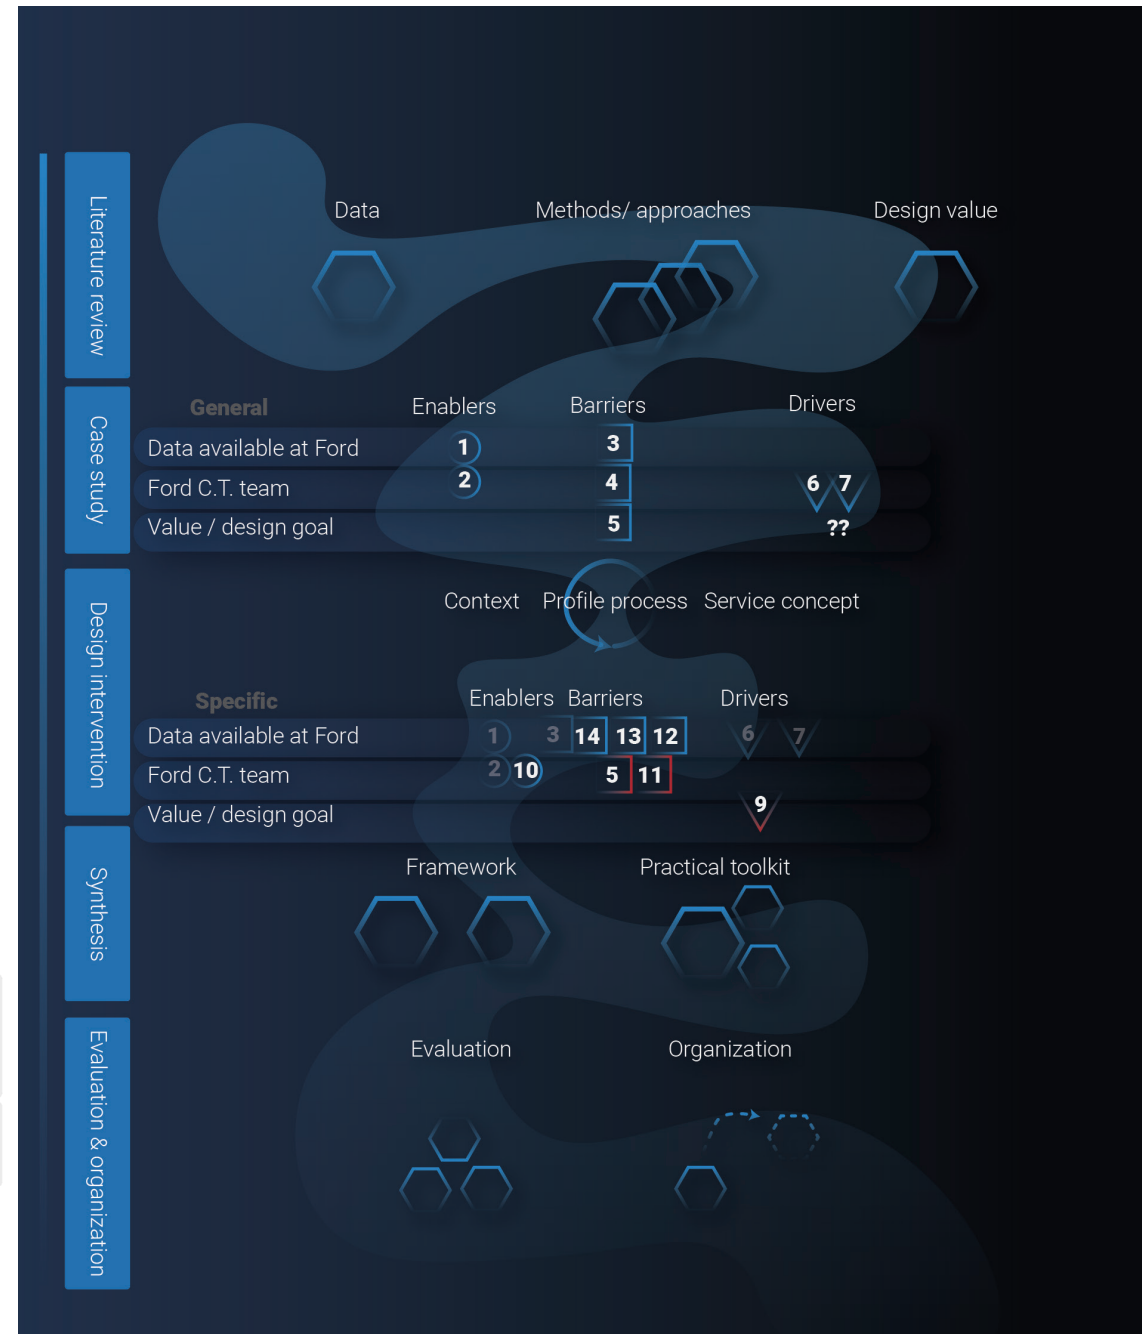 Literature review
Data
Methods/ approaches
Design value
Case study
General
Enablers
Barriers
Drivers
Data available at Ford
1
3
Ford C.T. team
2
4
6
7
Value / design goal
5
??
Design intervention
Context
Profile process
Service concept
Specific
Enablers
Barriers
Drivers
Data available at Ford
1
3
14
13
12
6
7
Ford C.T. team
2
10
5
11
Value / design goal
9
Synthesis
Framework
Practical toolkit
Evaluation & organization
Evaluation
Organization